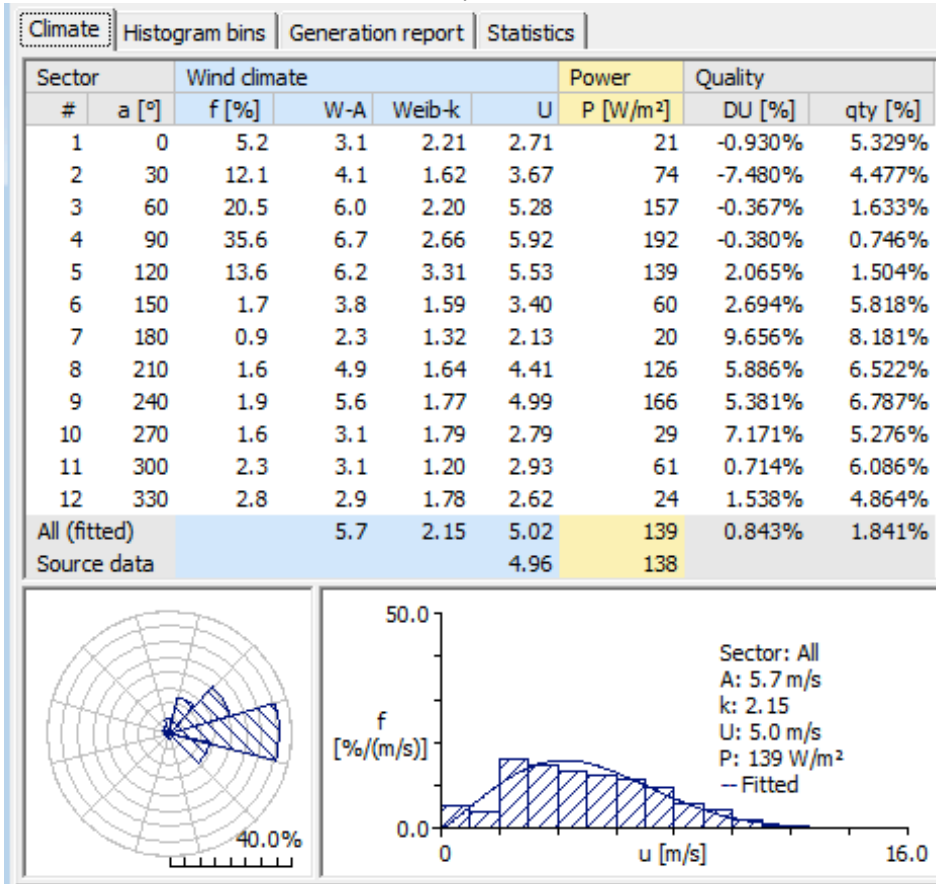 Climate Histogram bins Generation report Statistics
Sector Wind climate Power Quality
# a [°] f [%] W-A Weib-k U P [W/m²] DU [%] qty [%]
1 0 5.2 3.1 2.21 2.71 21 -0.930% 5.329%
2 30 12.1 4.1 1.62 3.67 74 -7.480% 4.477%
3 60 20.5 6.0 2.20 5.28 157 -0.367% 1.633%
4 90 35.6 6.7 2.66 5.92 192 -0.380% 0.746%
5 120 13.6 6.2 3.31 5.53 139 2.065% 1.504%
6 150 1.7 3.8 1.59 3.40 60 2.694% 5.818%
7 180 0.9 2.3 1.32 2.13 20 9.656% 8.181%
8 210 1.6 4.9 1.64 4.41 126 5.886% 6.522%
9 240 1.9 5.6 1.77 4.99 166 5.381% 6.787%
10 270 1.6 3.1 1.79 2.79 29 7.171% 5.276%
11 300 2.3 3.1 1.20 2.93 61 0.714% 6.086%
12 330 2.8 2.9 1.78 2.62 24 1.538% 4.864%
All (fitted) 5.7 2.15 5.02 139 0.843% 1.841%
Source data 4.96 138
40.0%
50.0
f
[%/(m/s)]
0.0
0 u [m/s] 16.0
Sector: All
A: 5.7 m/s
k: 2.15
U: 5.0 m/s
P: 139 W/m²
Fitted